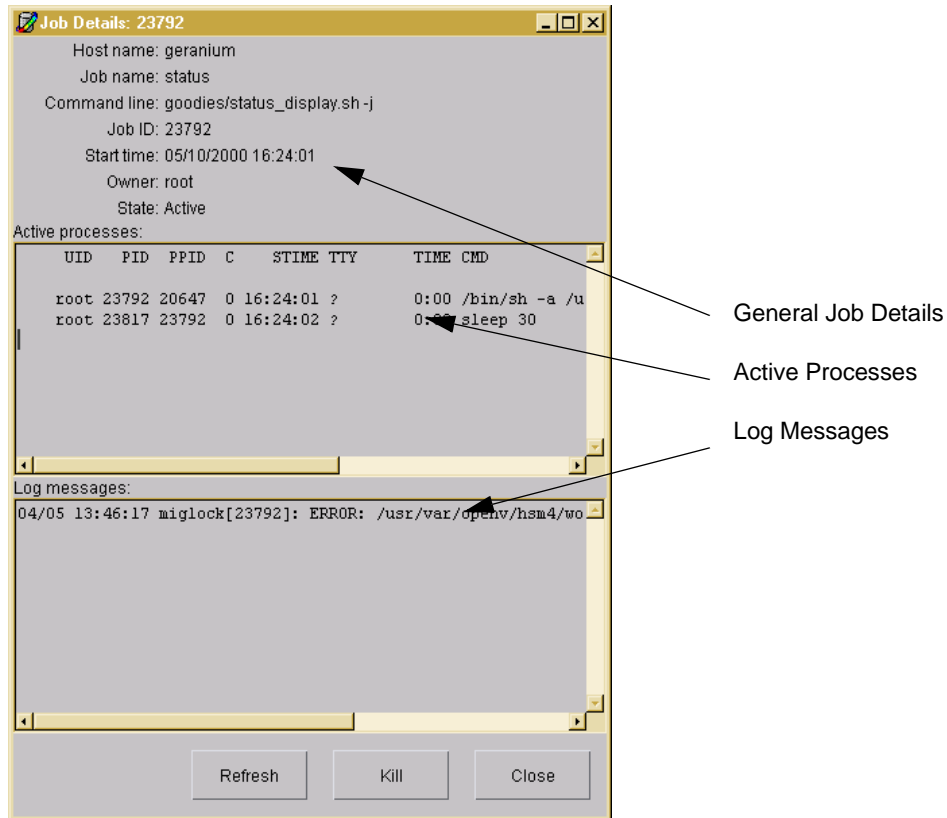 Job Details: 23792
Host name: geranium
Job name: status
Command line: goodies/status_display.sh -j
Job ID: 23792
Start time: 05/10/2000 16:24:01
Owner: root
State: Active
Active processes:
UID PID PPID C STIME TTY TIME CMD
root 23792 20647 0 16:24:01 ? 0:00 /bin/sh -a /u
root 23817 23792 0 16:24:02 ? 0:00 sleep 30
General Job Details
Active Processes
Log Messages
Log messages:
04/05 13:46:17 miglock[23792]: ERROR: /usr/var/openv/hsm4/wo
Refresh Kill Close